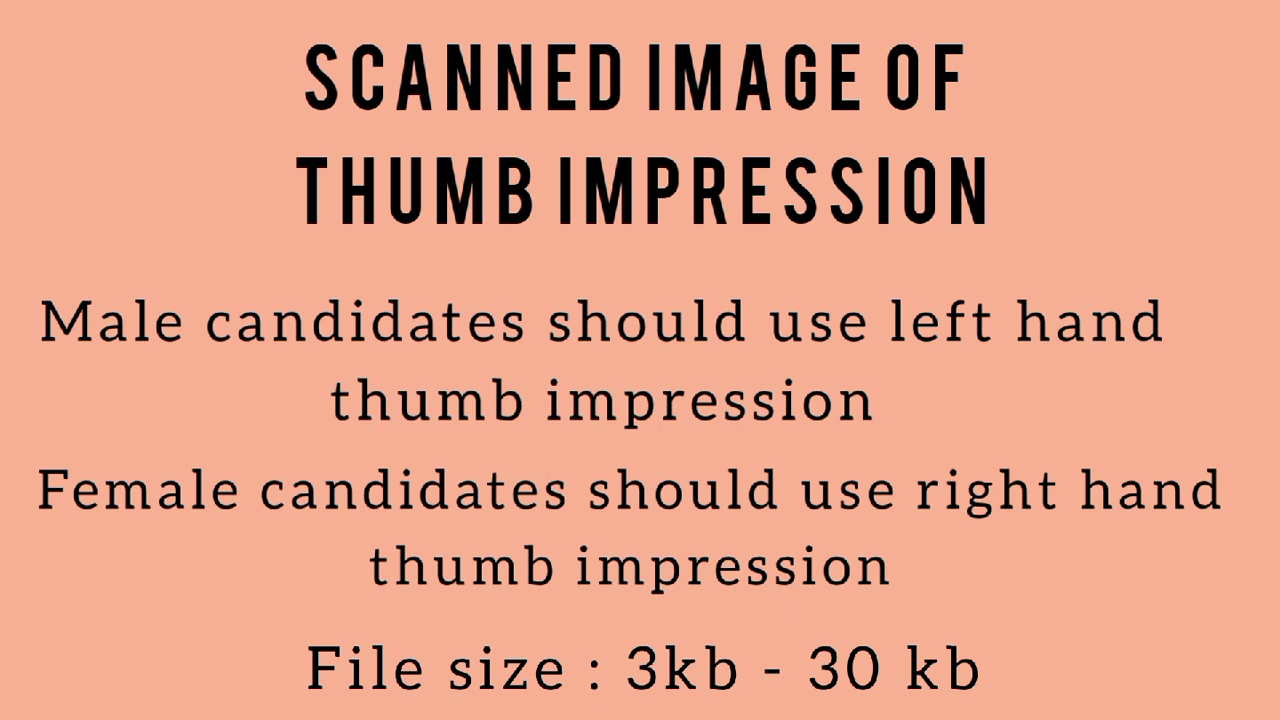 SCANNED IMAGE OF
THUMB IMPRESSION
Male candidates should use left hand
thumb impression
Female candidates should use right hand
thumb impression
File size : 3kb - 30 kb